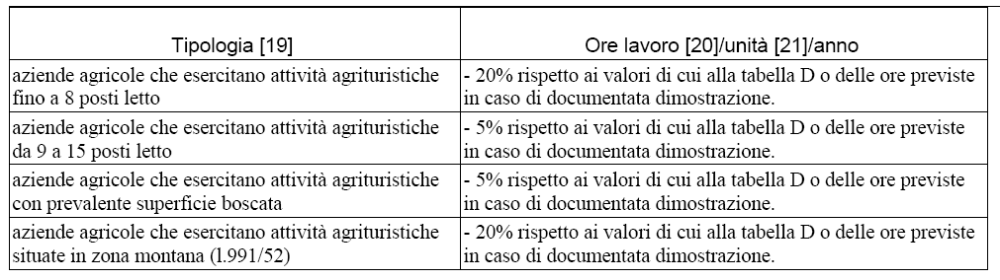 Tipologia [19]
Ore lavoro [20]/unità [21]/anno
aziende agricole che esercitano attività agrituristiche
fino a 8 posti letto
- 20% rispetto ai valori di cui alla tabella D o delle ore previste
in caso di documentata dimostrazione.
aziende agricole che esercitano attività agrituristiche
da 9 a 15 posti letto
- 5% rispetto ai valori di cui alla tabella D o delle ore previste
in caso di documentata dimostrazione.
aziende agricole che esercitano attività agrituristiche
con prevalente superficie boscata
- 5% rispetto ai valori di cui alla tabella D o delle ore previste
in caso di documentata dimostrazione.
aziende agricole che esercitano attività agrituristiche
situate in zona montana (l.991/52)
- 20% rispetto ai valori di cui alla tabella D o delle ore previste
in caso di documentata dimostrazione.